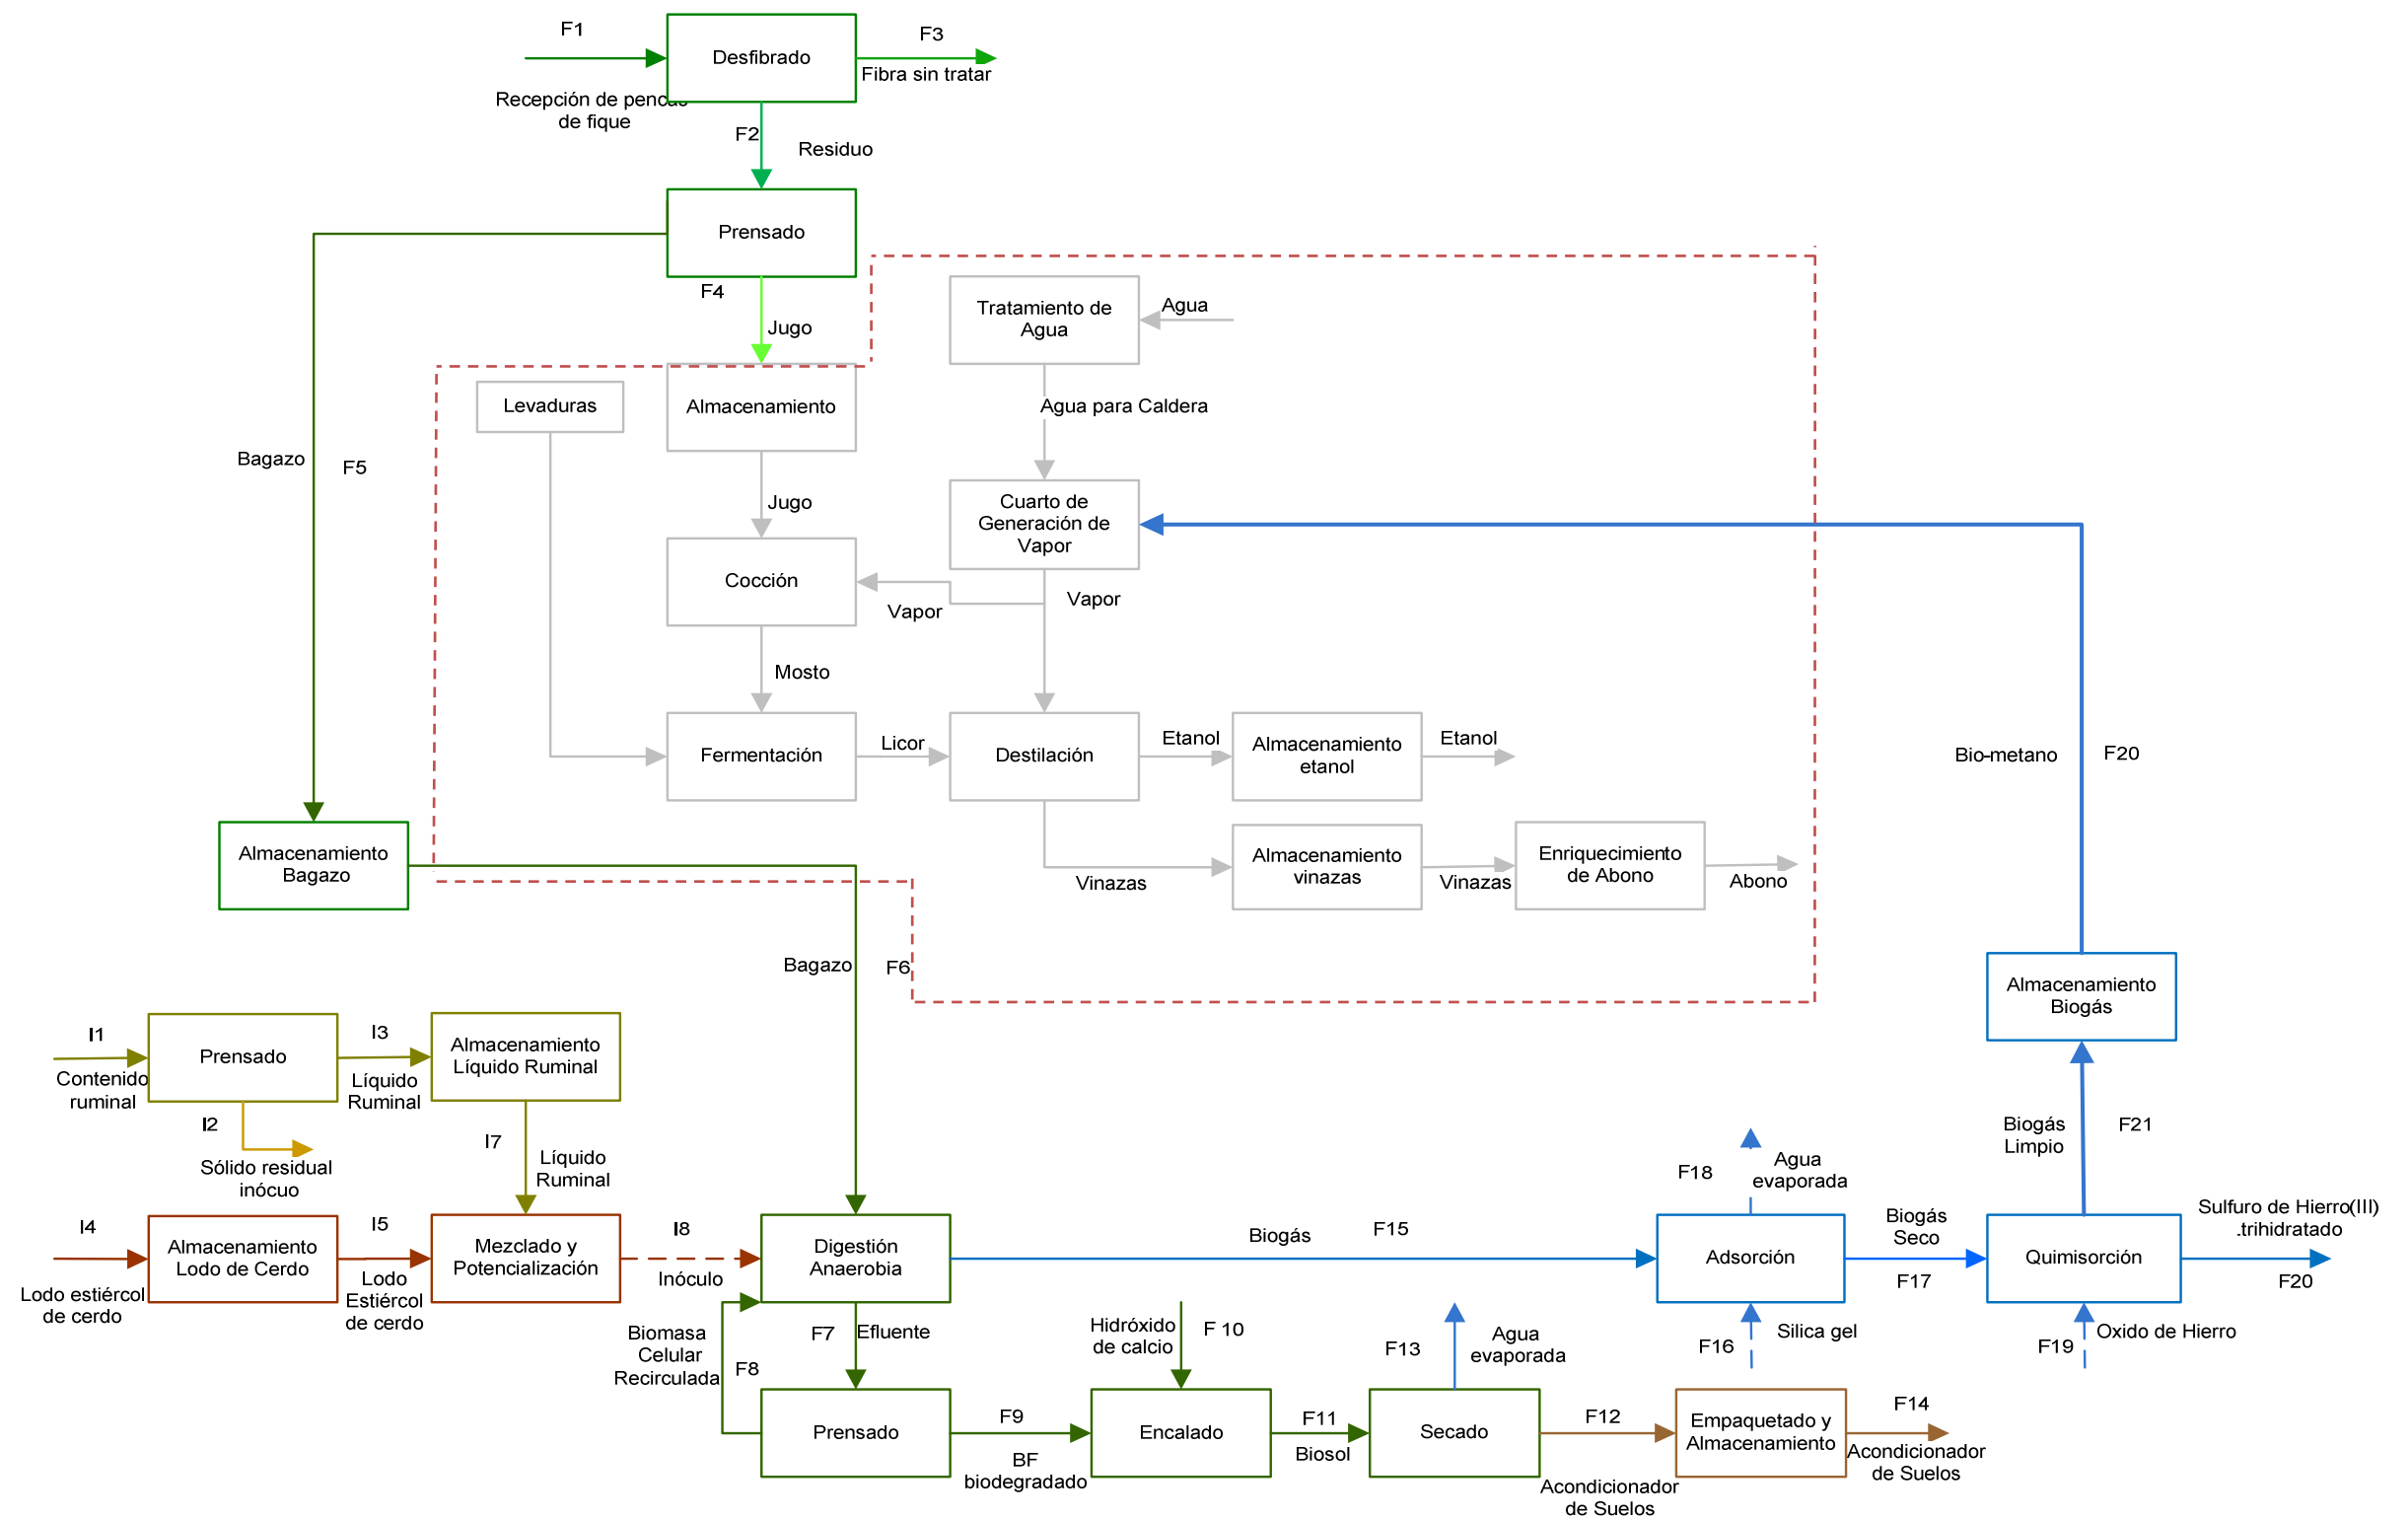 F1
Desfibrado
F3
Fibra sin tratar
Recepción de pencas
de fique
F2
Residuo
Prensado
F4
Jugo
Tratamiento de
Agua
Agua
Levaduras
Almacenamiento
Agua para Caldera
Bagazo
F5
Jugo
Cuarto de
Generación de
Vapor
Cocción
Vapor
Vapor
Mosto
Fermentación
Licor
Destilación
Etanol
Almacenamiento
etanol
Etanol
Bio-metano
F20
Almacenamiento
Bagazo
Vinazas
Almacenamiento
vinazas
Vinazas
Enriquecimiento
de Abono
Abono
Bagazo
F6
Almacenamiento
Biogás
I1
Contenido
ruminal
Prensado
I3
Líquido
Ruminal
Almacenamiento
Líquido Ruminal
I2
Sólido residual
inócuo
I7
Líquido
Ruminal
Biogás
Limpio
F21
F18
Agua
evaporada
I4
Lodo estiércol
de cerdo
Almacenamiento
Lodo de Cerdo
I5
Lodo
Estiércol
de cerdo
Mezclado y
Potencialización
I8
Inóculo
Digestión
Anaerobia
Biogás
F15
Adsorción
Biogás
Seco
F17
Quimisorción
Sulfuro de Hierro(III)
.trihidratado
F20
Biomasa
Celular
Recirculada
F8
F7
Efluente
Hidróxido
de calcio
F 10
F13
Agua
evaporada
F16
Silica gel
F19
Oxido de Hierro
Prensado
F9
BF
biodegradado
Encalado
F11
Biosol
Secado
F12
Acondicionador
de Suelos
Empaquetado y
Almacenamiento
F14
Acondicionador
de Suelos